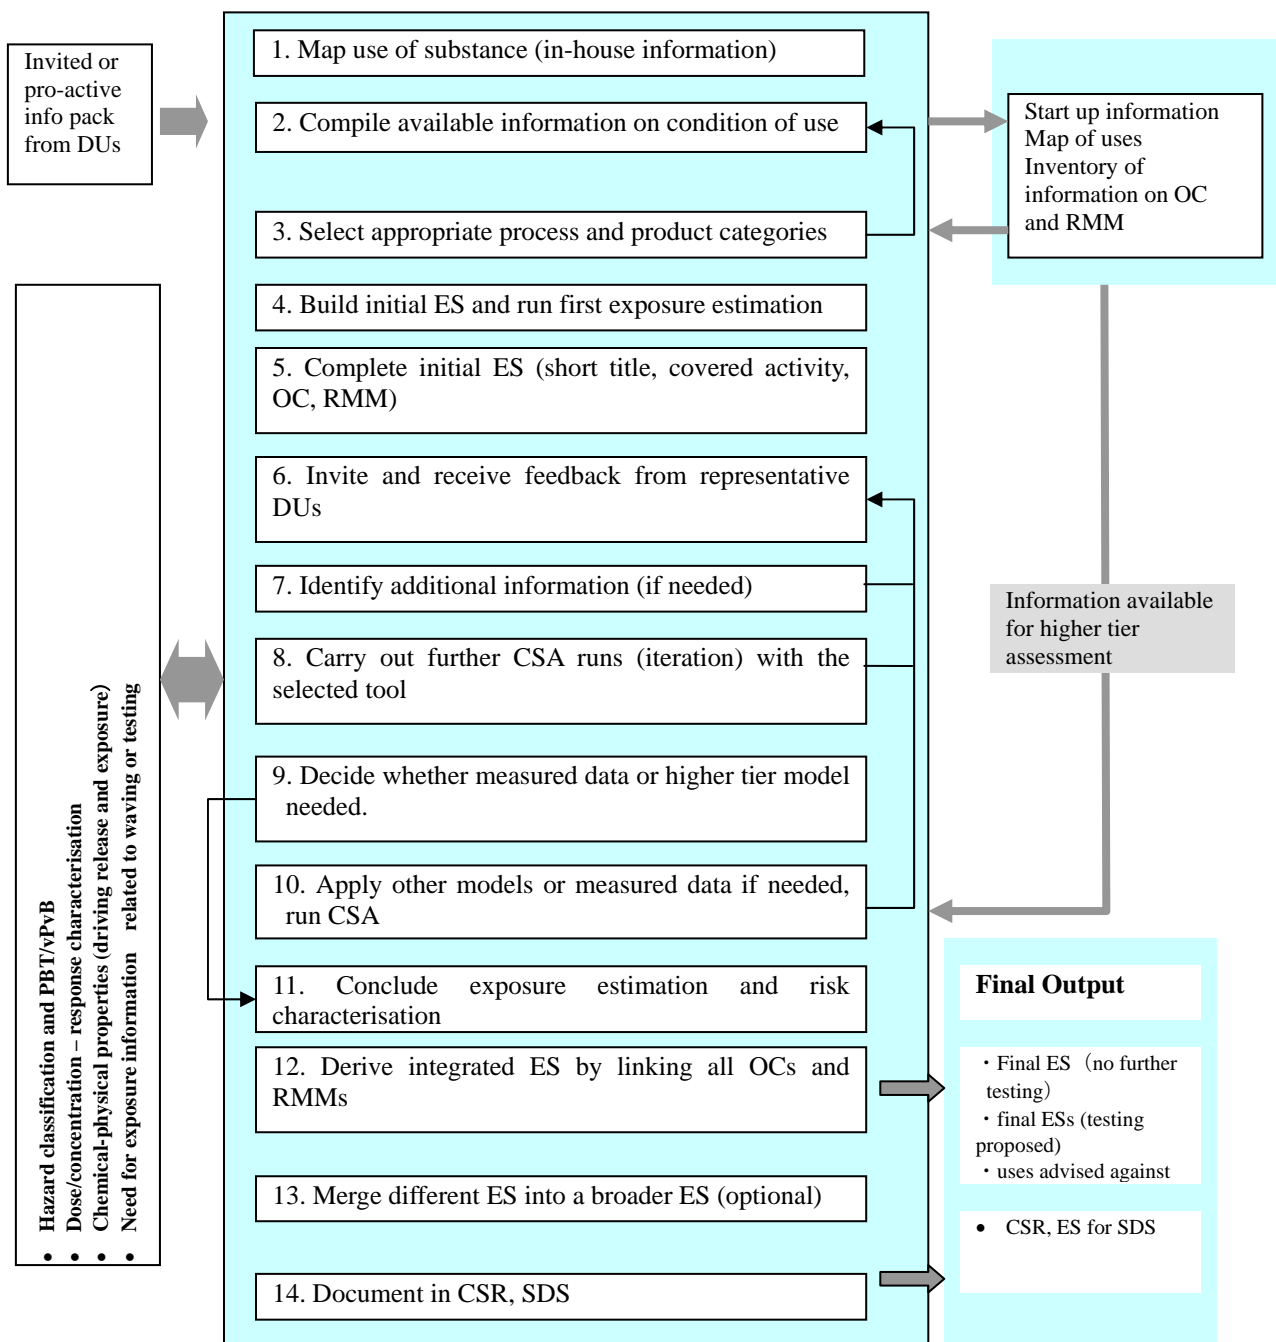 Invited or
pro-active
info pack
from DUs
1. Map use of substance (in-house information)
2. Compile available information on condition of use
3. Select appropriate process and product categories
4. Build initial ES and run first exposure estimation
5. Complete initial ES (short title, covered activity,
OC, RMM)
6. Invite and receive feedback from representative
DUs
7. Identify additional information (if needed)
8. Carry out further CSA runs (iteration) with the
selected tool
9. Decide whether measured data or higher tier model
needed.
10. Apply other models or measured data if needed,
run CSA
11. Conclude exposure estimation and risk
characterisation
12. Derive integrated ES by linking all OCs and
RMMs
13. Merge different ES into a broader ES (optional)
14. Document in CSR, SDS
Start up information
Map of uses
Inventory of
information on OC
and RMM
Information available
for higher tier
assessment
• Hazard classification and PBT/vPvB
• Dose/concentration – response characterisation
• Chemical-physical properties (driving release and exposure)
• Need for exposure information related to waving or testing
Final Output
・Final ES（no further
testing）
・final ESs (testing
proposed)
・uses advised against
• CSR, ES for SDS